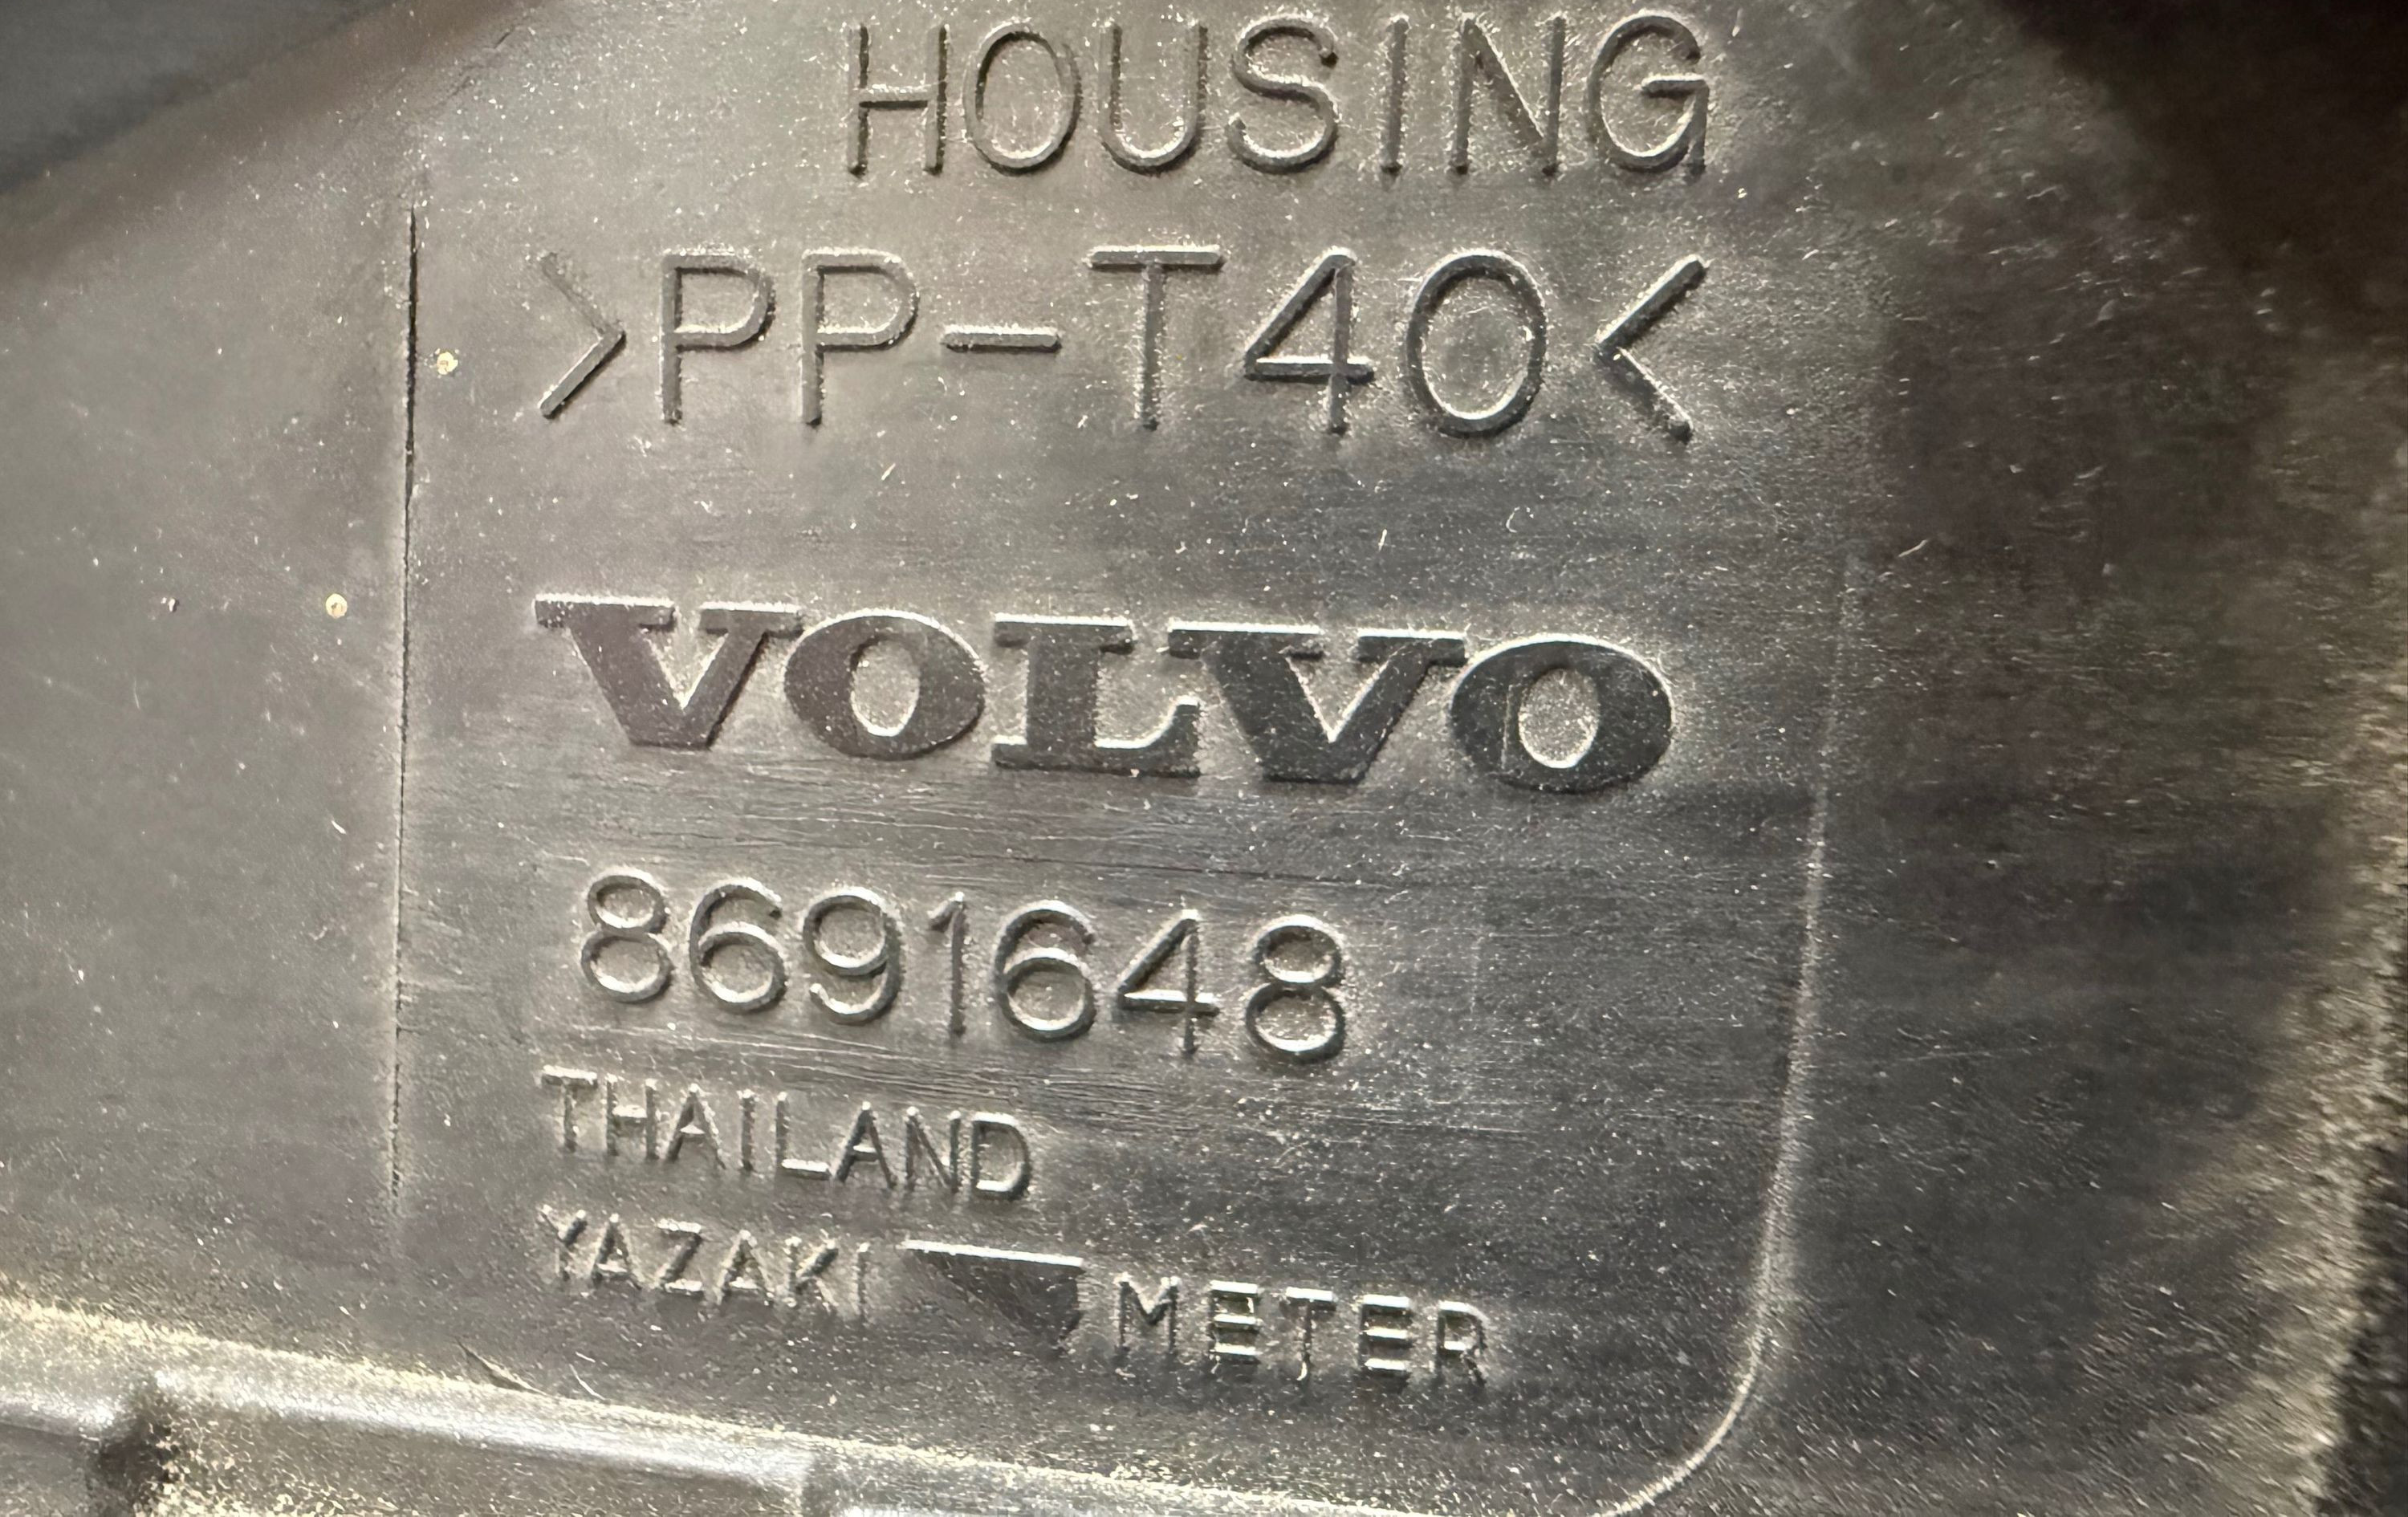 HOUSING
>PP-T40<
VOLVO
8691648
THAILAND
YAZAKI METER